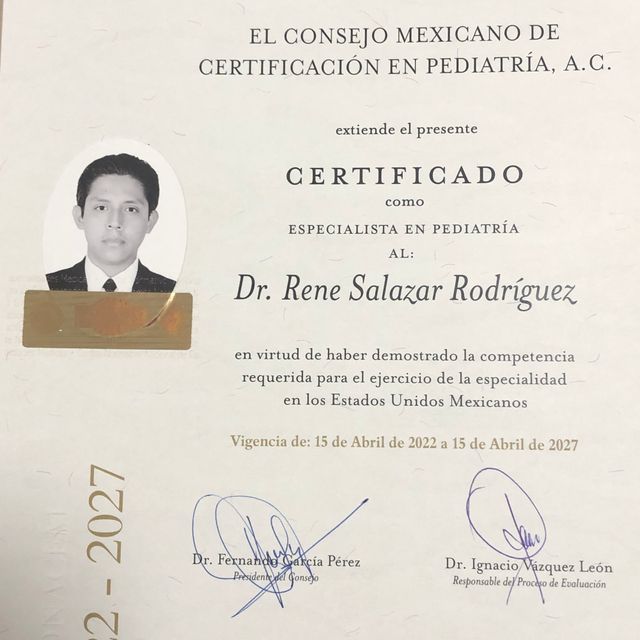 EL CONSEJO MEXICANO DE
CERTIFICACIÓN EN PEDIATRÍA, A.C.
extiende el presente
CERTIFICADO
como
ESPECIALISTA EN PEDIATRÍA
AL:
Dr. Rene Salazar Rodríguez
en virtud de haber demostrado la competencia
requerida para el ejercicio de la especialidad
en los Estados Unidos Mexicanos
Vigencia de: 15 de Abril de 2022 a 15 de Abril de 2027
22 - 2027
Dr. Fernando García Pérez
Presidente del Consejo
Dr. Ignacio Vázquez León
Responsable del Proceso de Evaluación